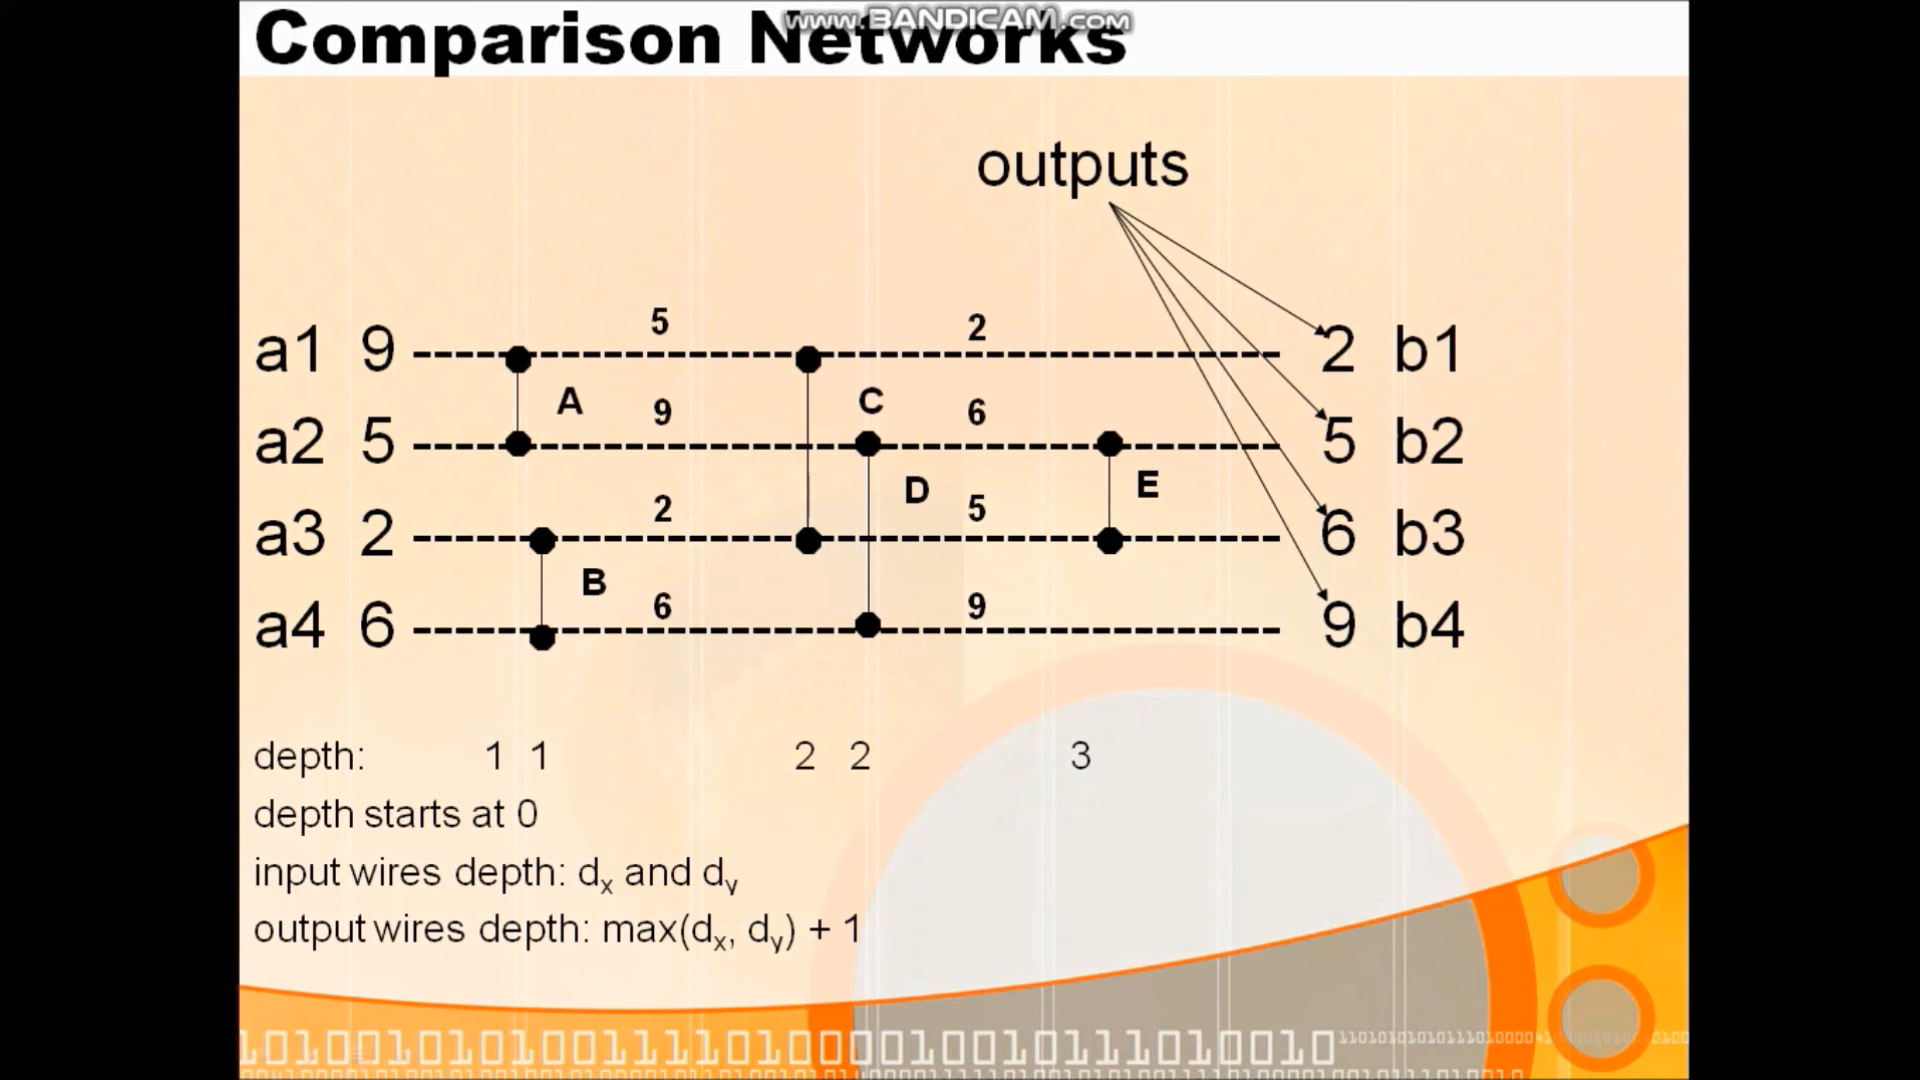 www.BANDICAM.com
Comparison Networks
outputs
5 2
a1 9 2 b1
A 9 C 6
a2 5 5 b2
2 D 5 E
a3 2 6 b3
B 6 9
a4 6 9 b4
depth: 1 1 2 2 3
depth starts at 0
input wires depth: dx and dy
output wires depth: max(dx, dy) + 1